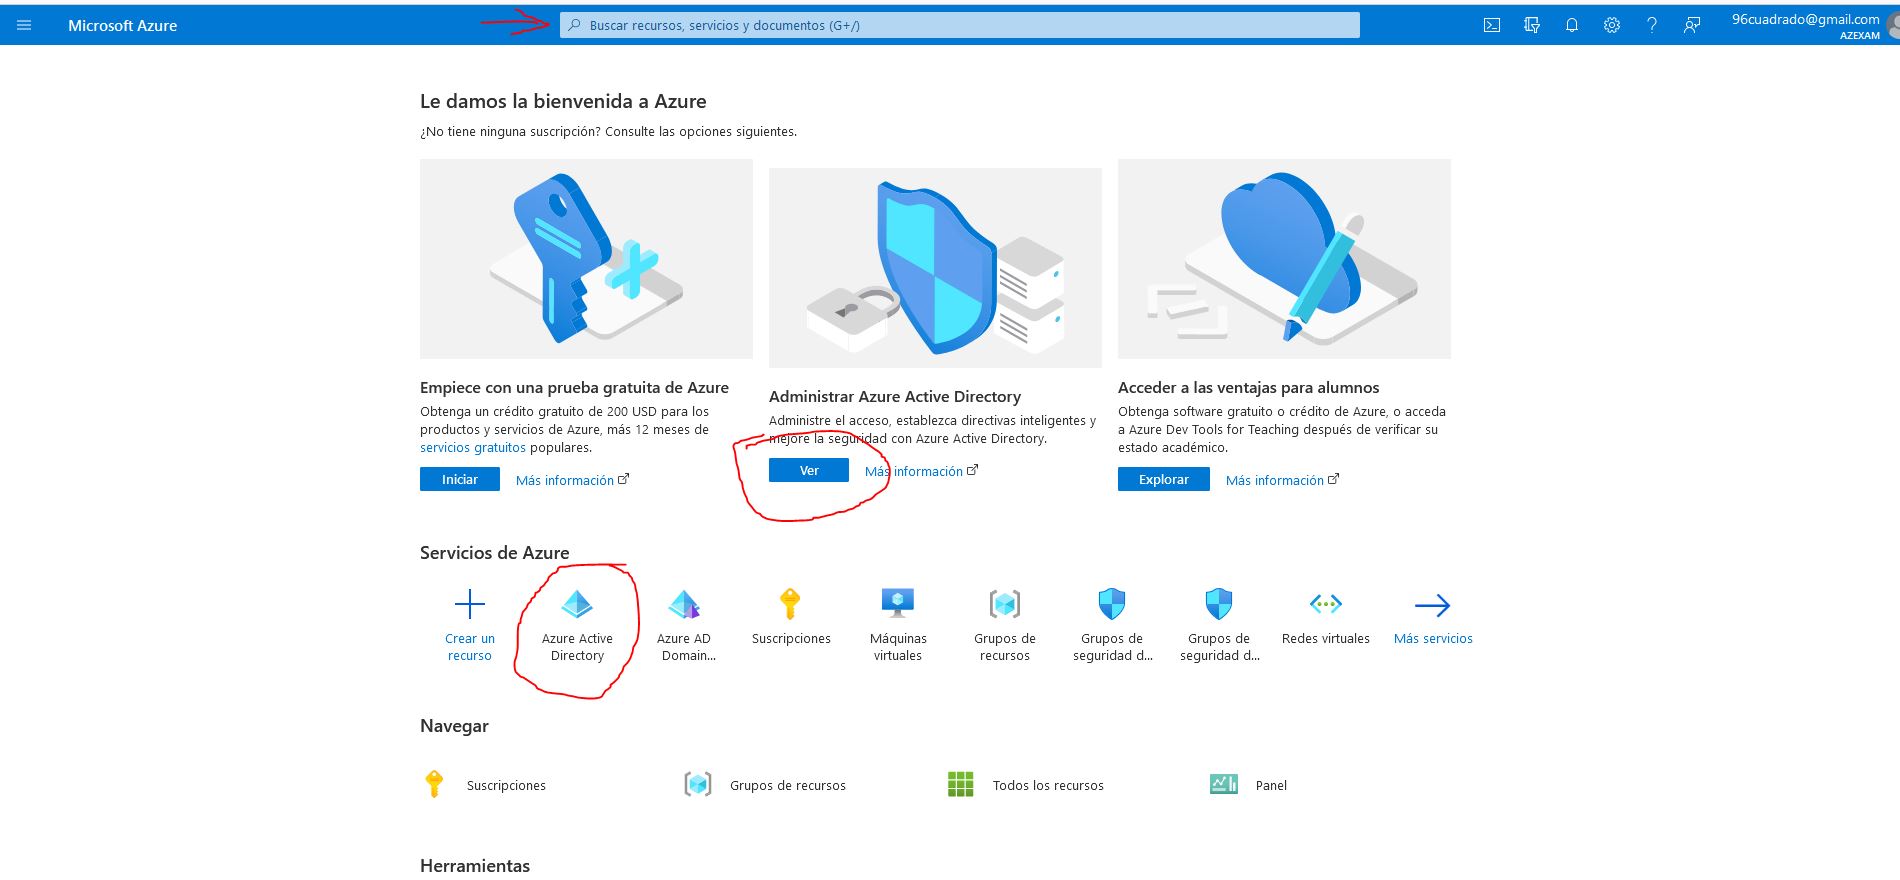 Microsoft Azure
Buscar recursos, servicios y documentos (G+/)
96cuadrado@gmail.com
AZEXAM
Le damos la bienvenida a Azure
¿No tiene ninguna suscripción? Consulte las opciones siguientes.
Empiece con una prueba gratuita de Azure
Obtenga un crédito gratuito de 200 USD para los
productos y servicios de Azure, más 12 meses de
servicios gratuitos populares.
Iniciar
Más información
Administrar Azure Active Directory
Administre el acceso, establezca directivas inteligentes y
mejore la seguridad con Azure Active Directory.
Ver
Más información
Acceder a las ventajas para alumnos
Obtenga software gratuito o crédito de Azure, o acceda
a Azure Dev Tools for Teaching después de verificar su
estado académico.
Explorar
Más información
Servicios de Azure
Crear un
recurso
Azure Active
Directory
Azure AD
Domain...
Suscripciones
Máquinas
virtuales
Grupos de
recursos
Grupos de
seguridad d...
Grupos de
seguridad d...
Redes virtuales
Más servicios
Navegar
Suscripciones
Grupos de recursos
Todos los recursos
Panel
Herramientas